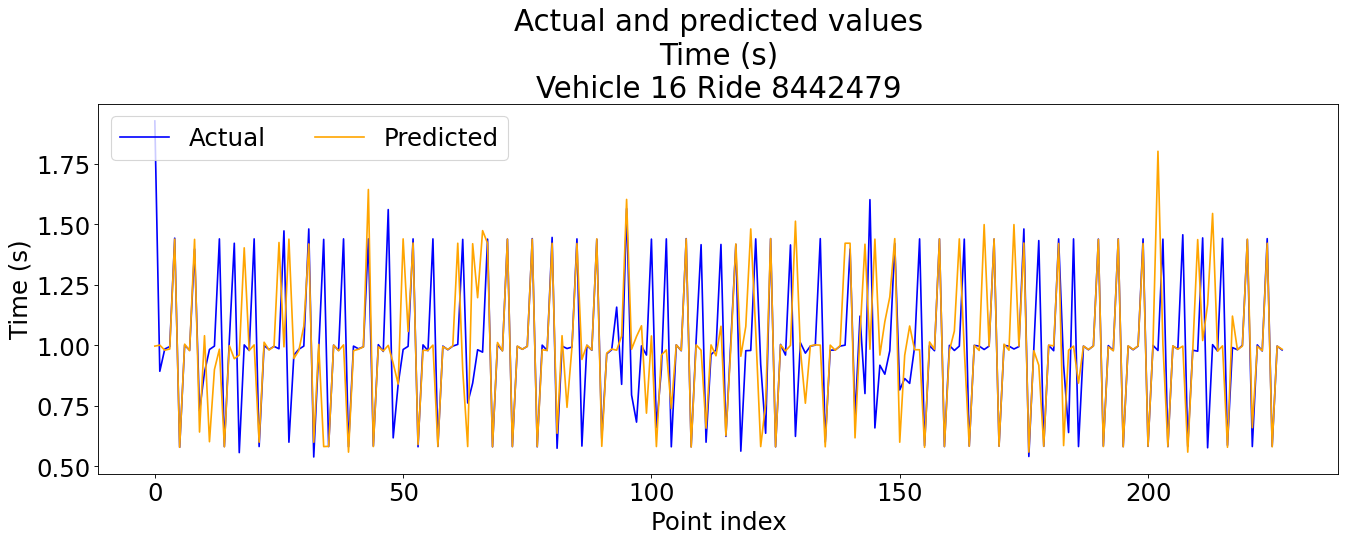 Actual and predicted values
Time (s)
Vehicle 16 Ride 8442479
Actual Predicted
Time (s)
1.75
1.50
1.25
1.00
0.75
0.50
0 50 100 150 200
Point index